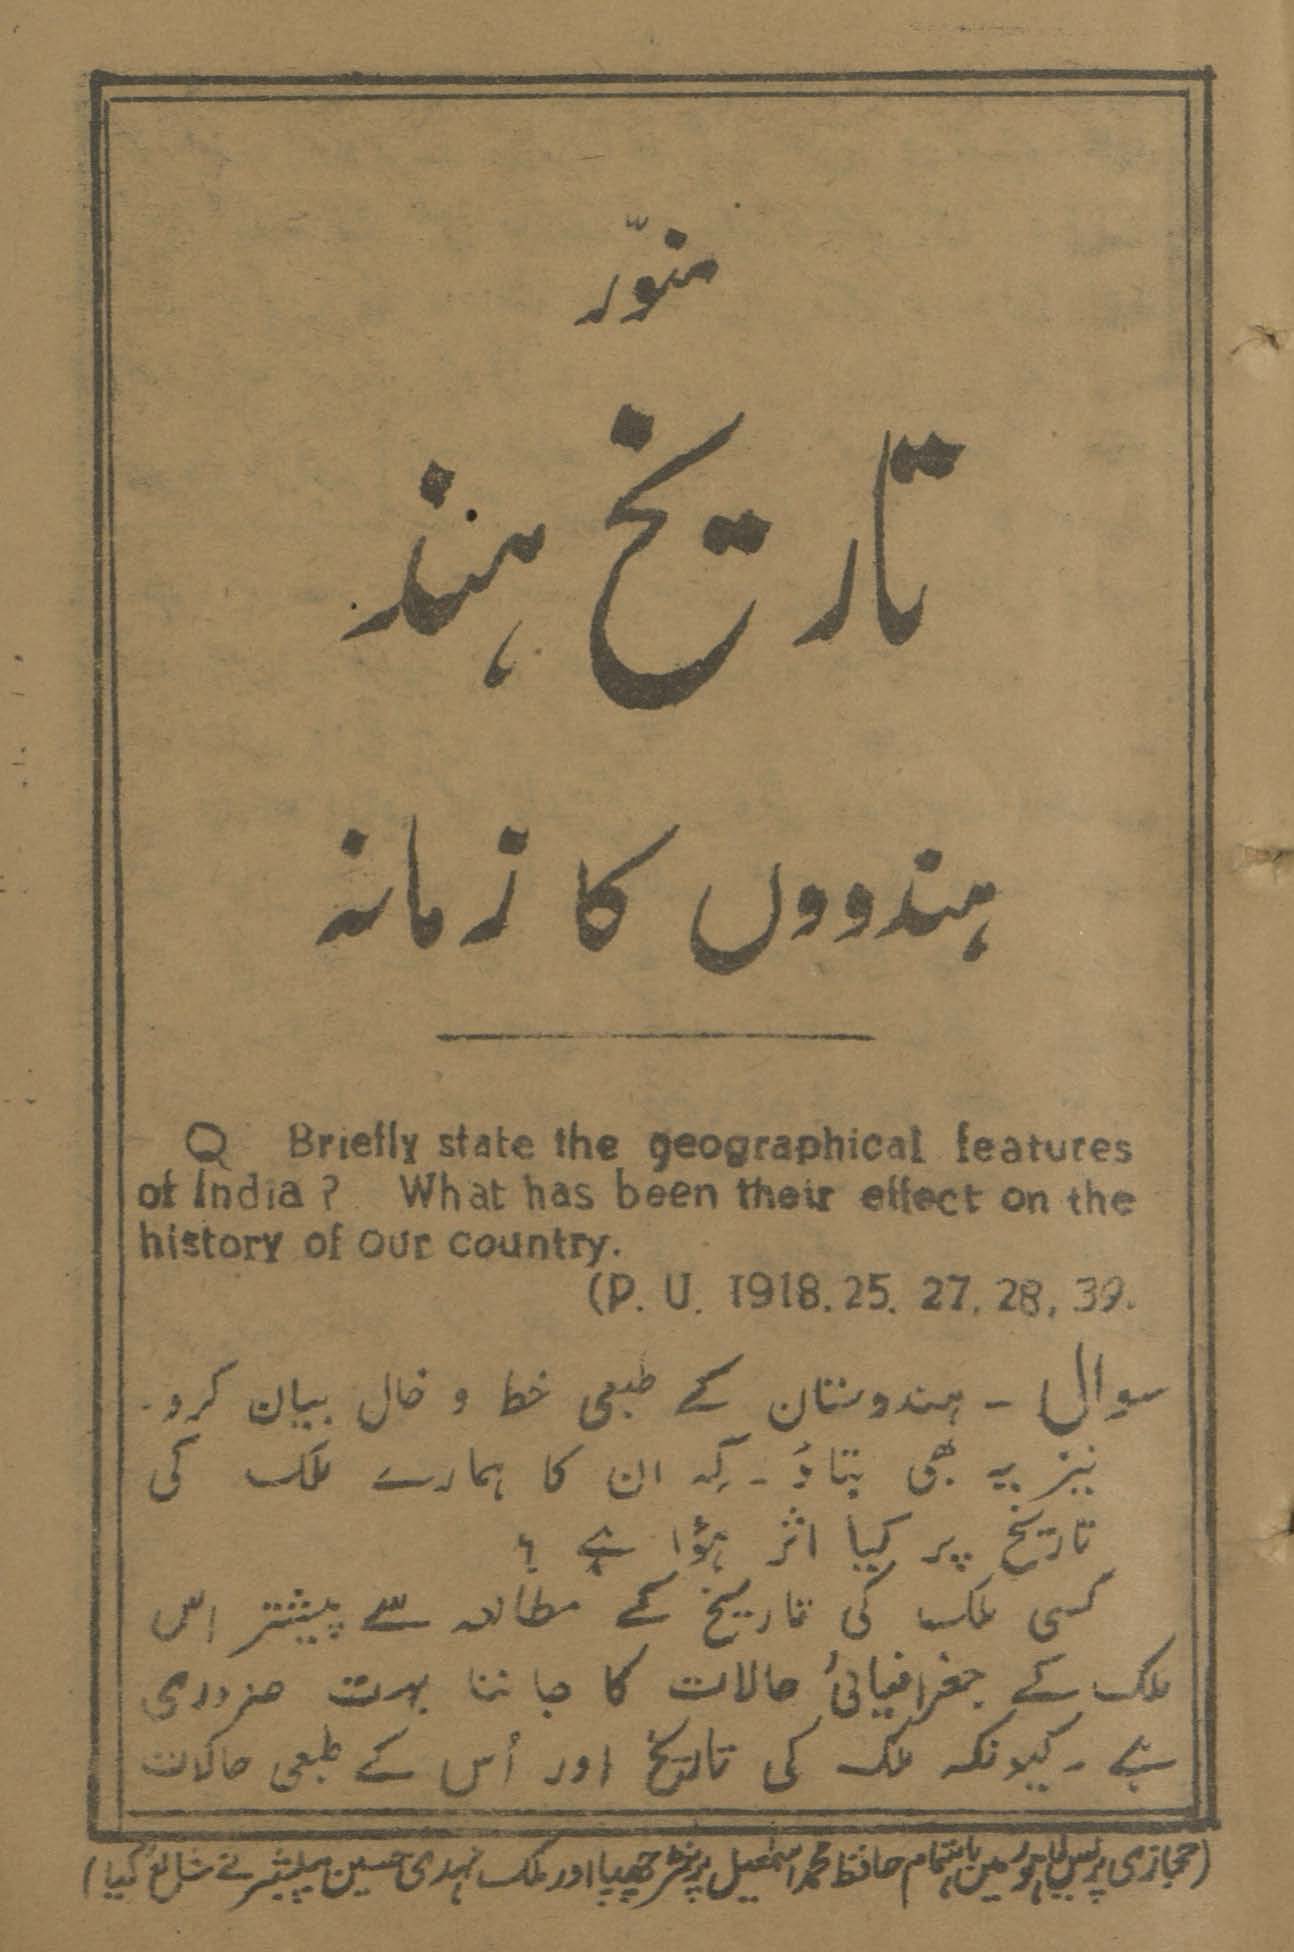 منوّر
تاریخ ہند
ہندووں کا زمانہ
Q Briefly state the geographical features
of India? What has been their effect on the
history of our country.
(P. U. 1918. 25. 27. 28. 39.
سوال - ہندوستان کے طبعی خط و خال بیان کرو۔
نیز یہ بھی بتاؤ - کہ ان کا ہمارے ملک کی
تاریخ پر کیا اثر ہؤا ہے ؟
کسی ملک کی تاریخ کے مطالعہ سے پیشتر اس
ملک کے جغرافیائی حالات کا جاننا بہت ضروری
ہے - کیونکہ ملک کی تاریخ اور اُس کے طبعی حالات
(حجازی پریس لاہور میں باہتمام حافظ محمد اسمٰعیل پرنٹر چھپا اور ملک مہدی حسین پبلشر نے شائع کیا)